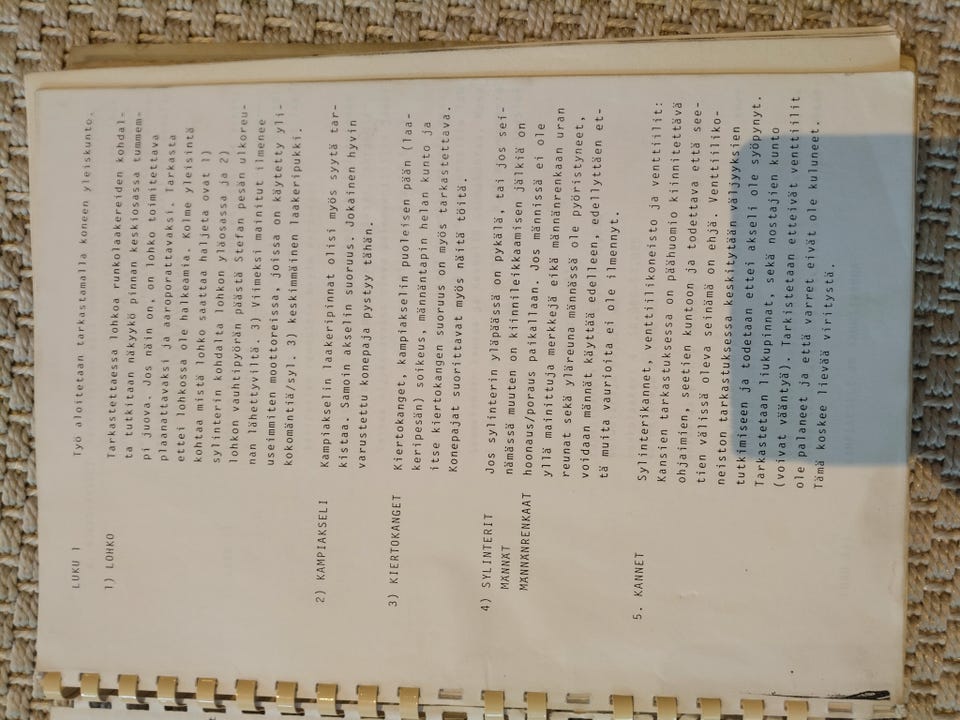 LUKU 1
Työ aloitetaan tarkastamalla koneen yleiskunto.
1) LOHKO
Tarkastettaessa lohkoa runkolaakereiden kohdal-
ta tutkitaan näkyykö pinnan keskiosassa tummem-
pi juova. Jos näin on, on lohko toimitettava
plaanattavaksi ja aaroporattavaksi. Tarkasta
ettei lohkossa ole halkeamia. Kolme yleisintä
kohtaa mistä lohko saattaa haljeta ovat 1)
sylinterin kohdalta lohkon yläosassa ja 2)
lohkon vauhtipyörän päästä Stefan pesän ulkoreu-
nan lähettyviltä. 3) Viimeksi mainitut ilmenee
useimmiten moottoreissa, joissa on käytetty yli-
kokomäntiä/syl. 3) keskimmäinen laakeripukki.
2) KAMPIAKSELI
Kampiakselin laakeripinnat olisi myös syytä tar-
kistaa. Samoin akselin suoruus. Jokainen hyvin
varustettu konepaja pystyy tähän.
3) KIERTOKANGET
Kiertokanget, kampiakselin puoleisen pään (laa-
keripesän) soikeus, männäntapin helan kunto ja
itse kiertokangen suoruus on myös tarkastettava.
Konepajat suorittavat myös näitä töitä.
4) SYLINTERIT
MÄNNÄT
MÄNNÄNRENKAAT
Jos sylinterin yläpäässä on pykälä, tai jos sei-
nämässä muuten on kiinnileikkaamisen jälkiä on
hoonaus/poraus paikallaan. Jos männissä ei ole
yllä mainittuja merkkejä eikä männänrenkaan uran
reunat sekä yläreuna männässä ole pyöristyneet,
voidaan männät käyttää edelleen, edellyttäen et-
tä muita vaurioita ei ole ilmennyt.
5. KANNET
Sylinterikannet, venttiilikoneisto ja venttiilit:
Kansien tarkastuksessa on päähuomio kiinnitettävä
ohjaimien, seetien kuntoon ja todettava että see-
tien välissä oleva seinämä on ehjä. Venttiiliko-
neiston tarkastuksessa keskitytään väljyyksien
tutkimiseen ja todetaan ettei akseli ole syöpynyt.
Tarkastetaan liukupinnat, sekä nostajien kunto
(voivat vääntyä). Tarkistetaan etteivät venttiilit
ole palaneet ja että varret eivät ole kuluneet.
Tämä koskee lievää viritystä.